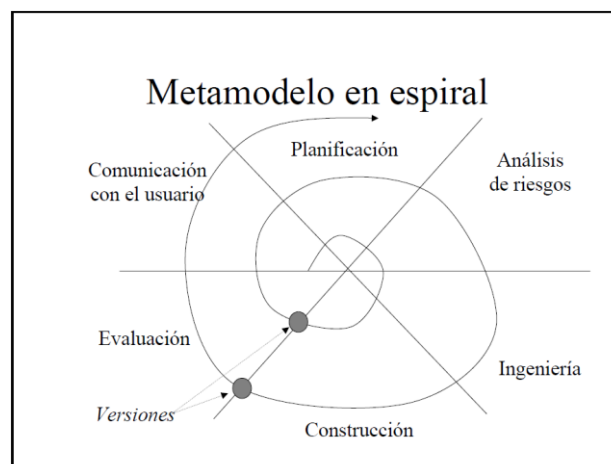 Metamodelo en espiral
Planificación
Comunicación
con el usuario
Análisis
de riesgos
Evaluación
Ingeniería
Versiones
Construcción